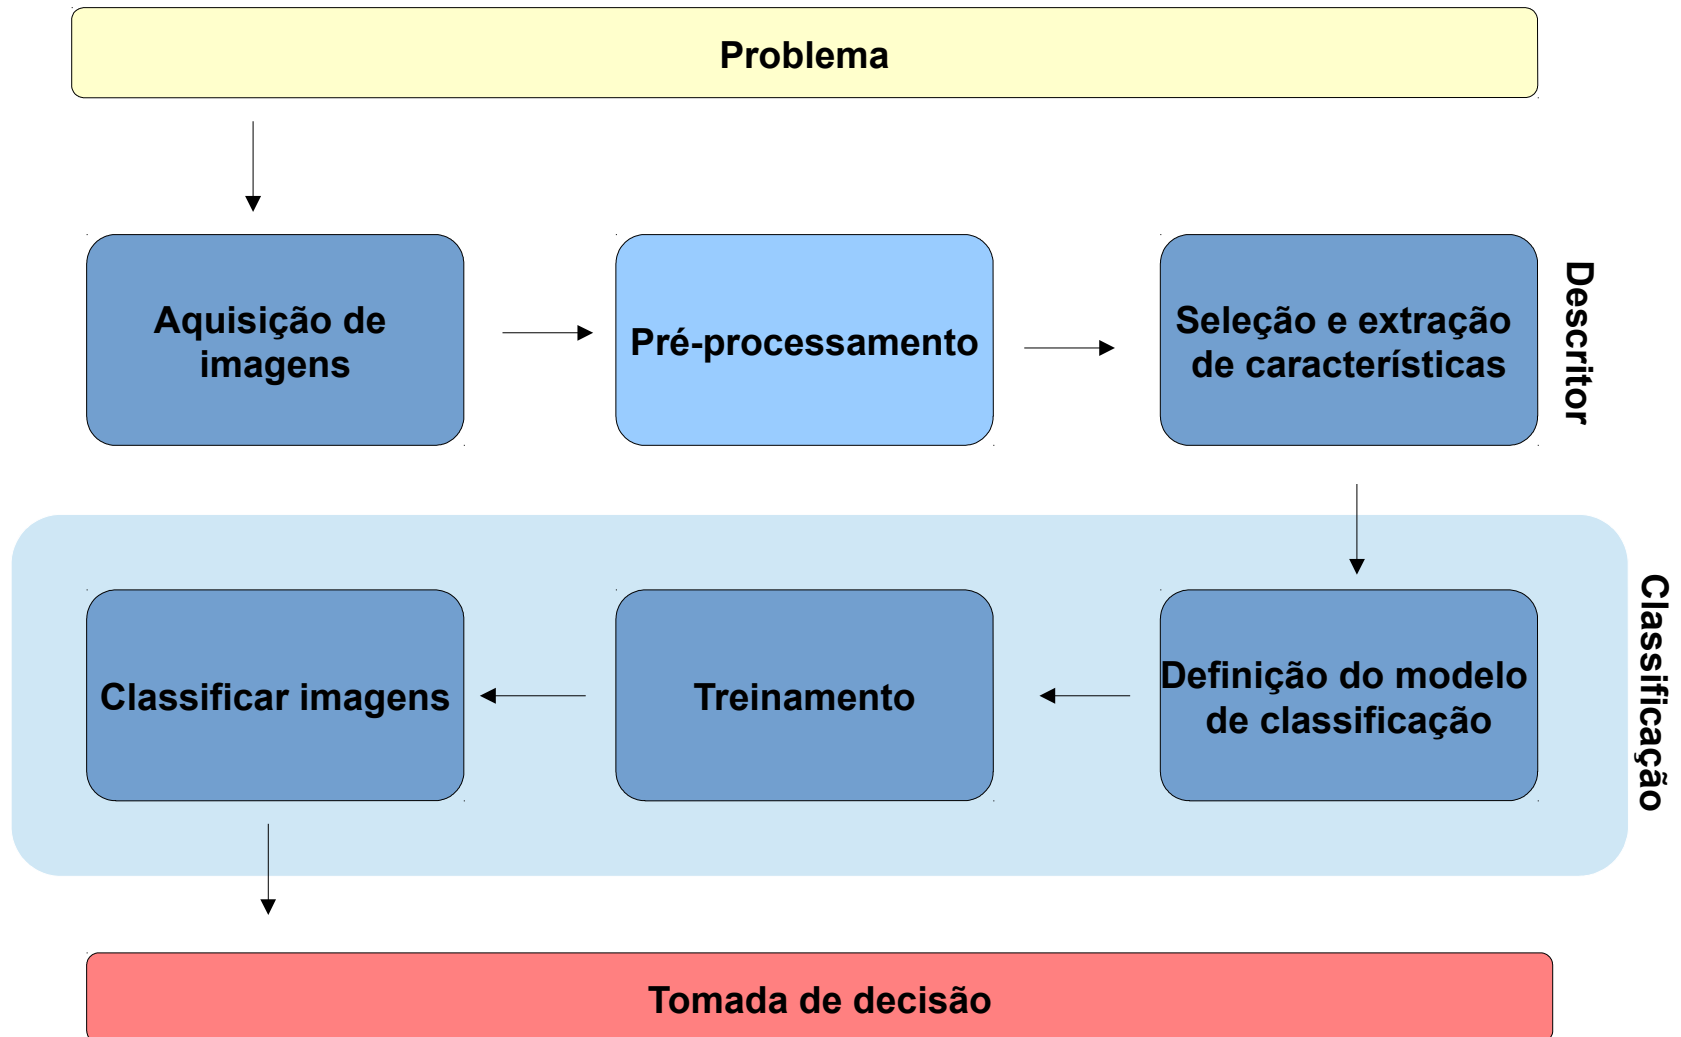 Problema
Aquisição de
imagens
Pré-processamento
Seleção e extração
de características
Descritor
Classificar imagens
Treinamento
Definição do modelo
de classificação
Classificação
Tomada de decisão